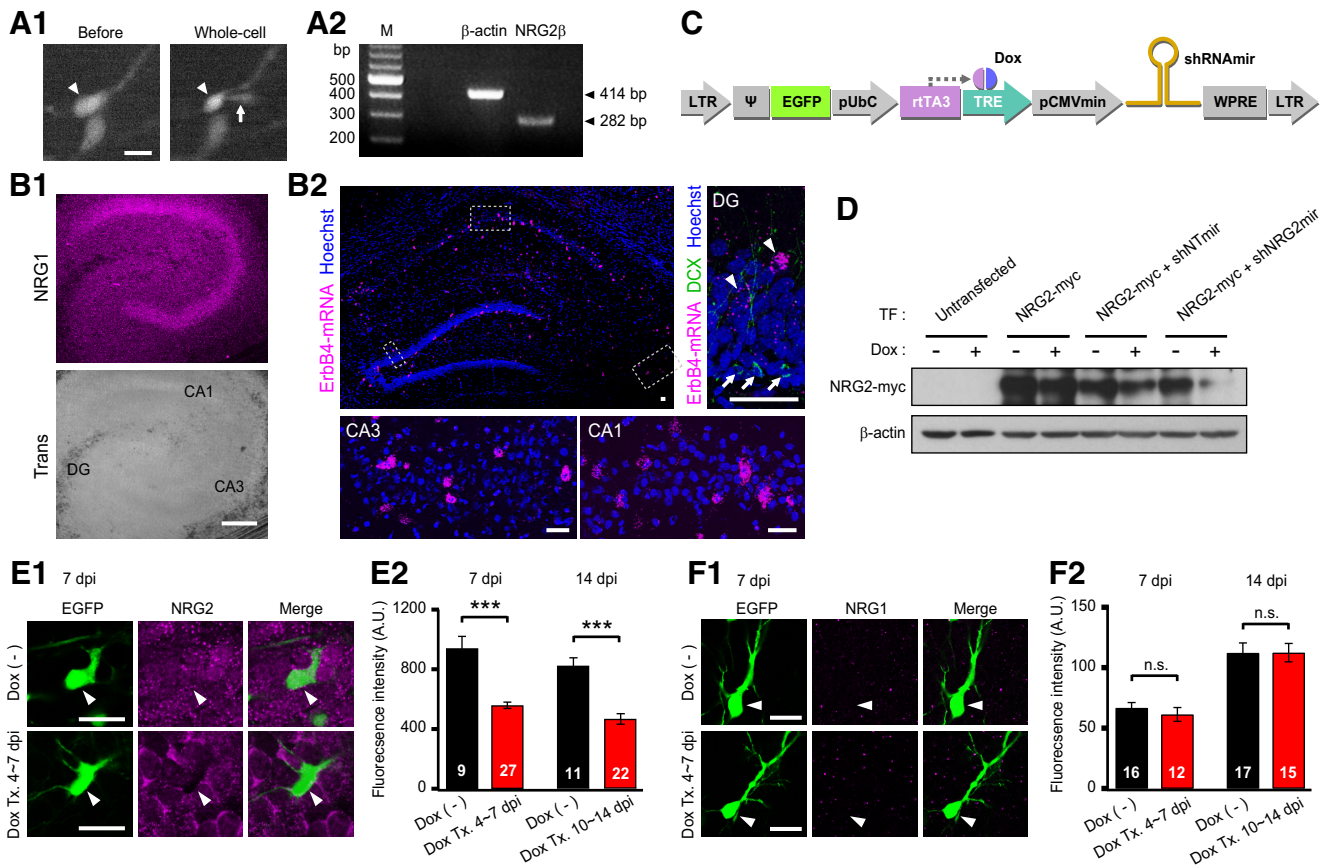 A1
Before
Whole-cell
A2
M
β-actin
NRG2β
bp
500
400
300
200
414 bp
282 bp
C
Dox
shRNAmir
LTR
Ψ
EGFP
pUbC
rtTA3
TRE
pCMVmin
WPRE
LTR
B1
NRG1
Trans
CA1
DG
CA3
B2
ErbB4-mRNA Hoechst
DG
ErbB4-mRNA DCX Hoechst
CA3
CA1
D
TF :
Untransfected
NRG2-myc
NRG2-myc + shNTmir
NRG2-myc + shNRG2mir
Dox :
- + - + - + - +
NRG2-myc
β-actin
E1
7 dpi
EGFP
NRG2
Merge
Dox ( - )
Dox Tx. 4~7 dpi
E2
7 dpi
14 dpi
Fluorecsence intensity (A.U.)
1200
800
400
0
***
***
9
27
11
22
Dox ( - )
Dox Tx. 4~7 dpi
Dox ( - )
Dox Tx. 10~14 dpi
F1
7 dpi
EGFP
NRG1
Merge
Dox ( - )
Dox Tx. 4~7 dpi
F2
7 dpi
14 dpi
Fluorecsence intensity (A.U.)
150
100
50
0
n.s.
n.s.
16
12
17
15
Dox ( - )
Dox Tx. 4~7 dpi
Dox ( - )
Dox Tx. 10~14 dpi